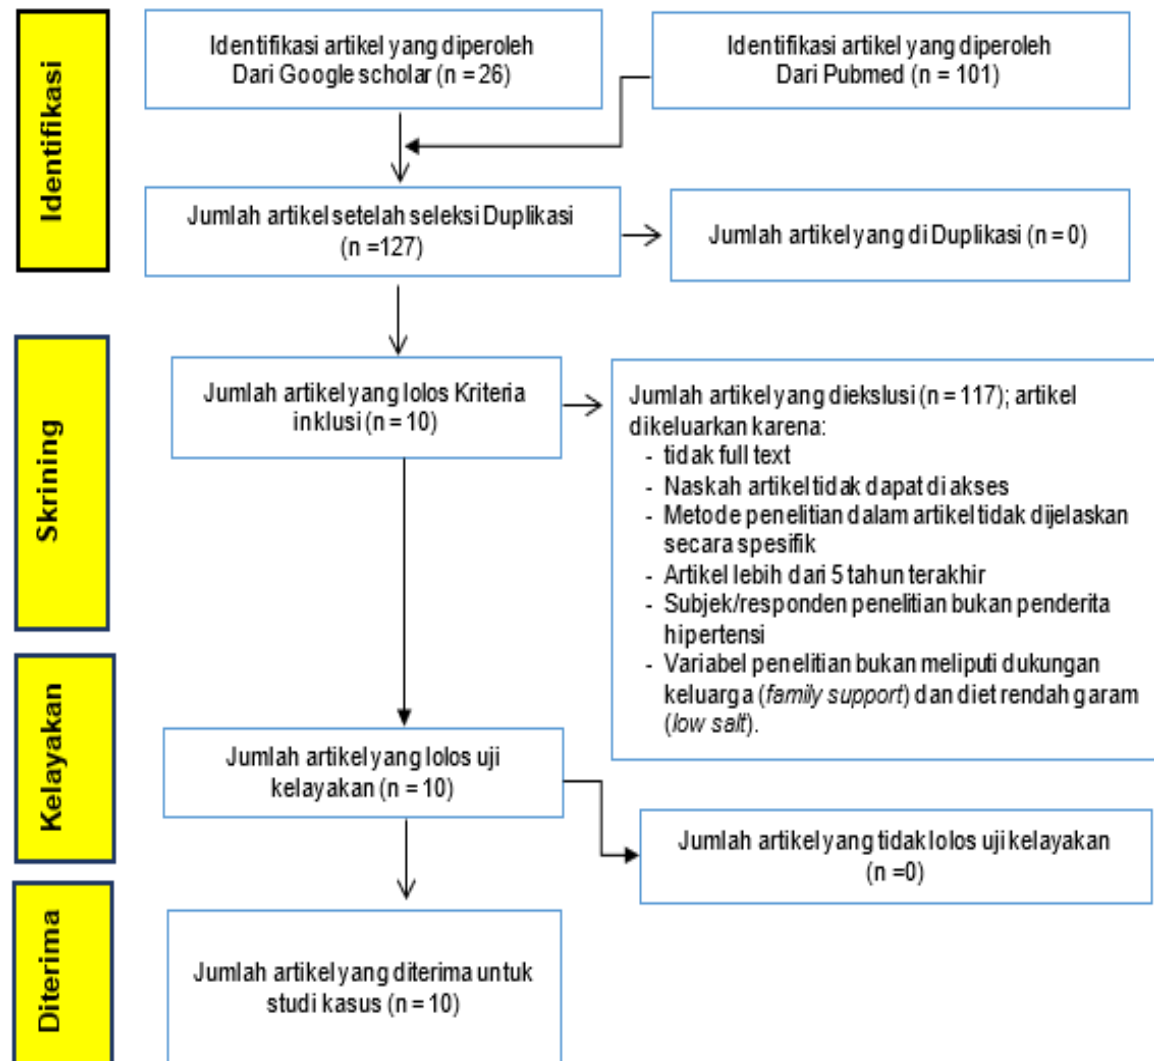 Identifikasi
Identifikasi artikel yang diperoleh
Dari Google scholar (n = 26)
Identifikasi artikel yang diperoleh
Dari Pubmed (n = 101)
Jumlah artikel setelah seleksi Duplikasi
(n =127)
Jumlah artikel yang di Duplikasi (n = 0)
Skrining
Jumlah artikel yang lolos Kriteria
inklusi (n = 10)
Jumlah artikel yang diekslusi (n = 117); artikel
dikeluarkan karena:
- tidak full text
- Naskah artikel tidak dapat di akses
- Metode penelitian dalam artikel tidak dijelaskan
secara spesifik
- Artikel lebih dari 5 tahun terakhir
- Subjek/responden penelitian bukan penderita
hipertensi
- Variabel penelitian bukan meliputi dukungan
keluarga (family support) dan diet rendah garam
(low salt).
Kelayakan
Jumlah artikel yang lolos uji
kelayakan (n = 10)
Jumlah artikel yang tidak lolos uji kelayakan
(n =0)
Diterima
Jumlah artikel yang diterima untuk
studi kasus (n = 10)